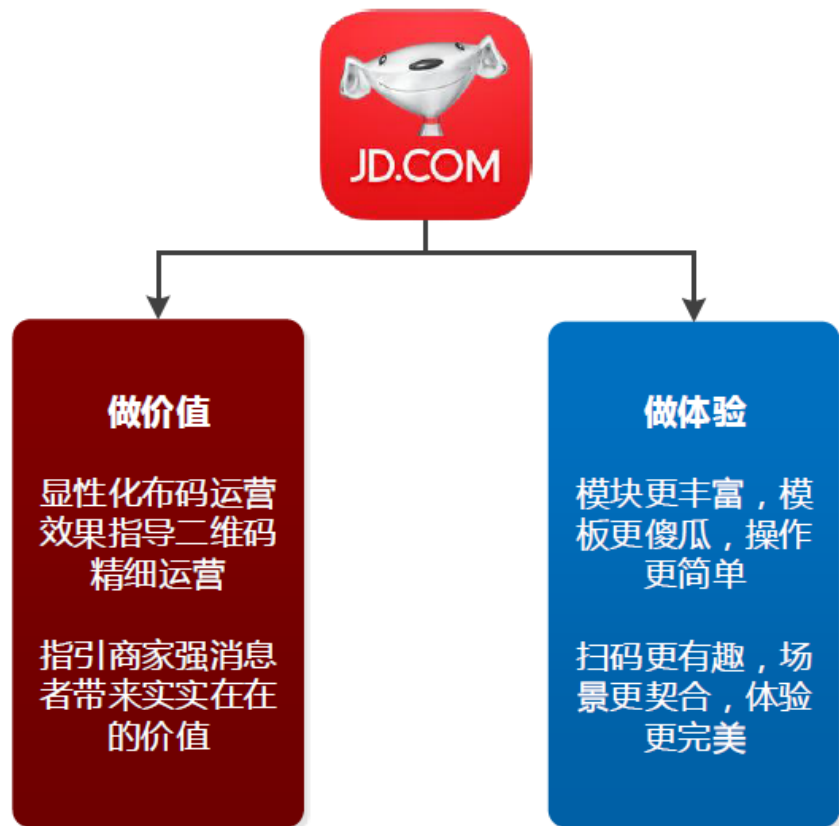 JD.COM
做价值
显性化布码运营
效果指导二维码
精细运营
指引商家强消息
者带来实实在在
的价值
做体验
模块更丰富，模
板更傻瓜，操作
更简单
扫码更有趣，场
景更契合，体验
更完美